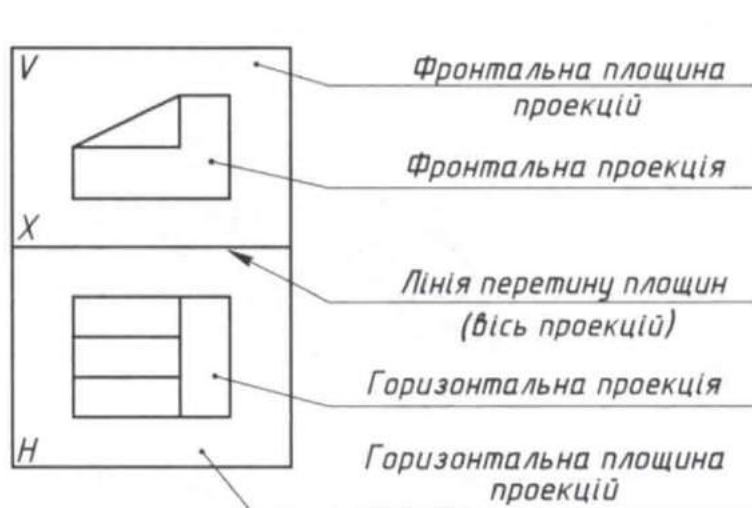 V
Фронтальна площина
проекцій
Фронтальна проекція
X
Лінія перетину площин
(вісь проекцій)
Горизонтальна проекція
H
Горизонтальна площина
проекцій